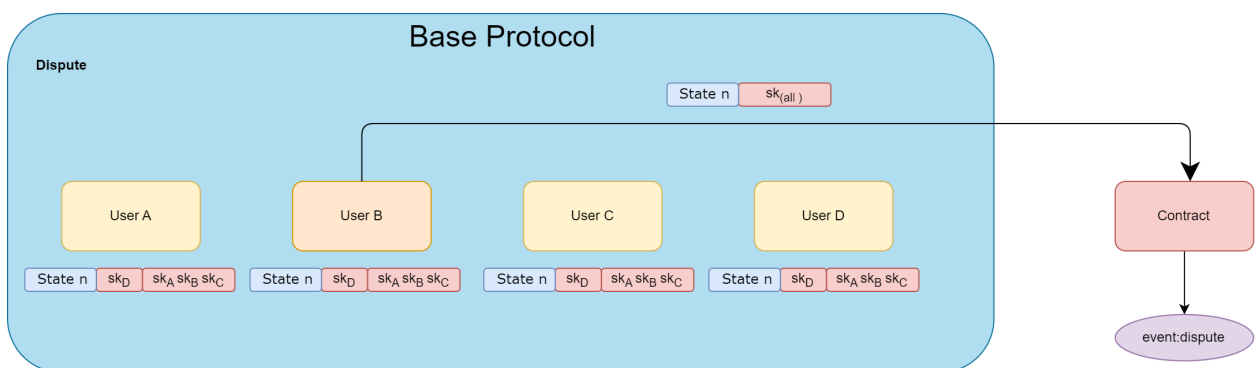 Base Protocol
Dispute
State n sk(all )
User A User B User C User D Contract
State n skD skA skB skC State n skD skA skB skC State n skD skA skB skC State n skD skA skB skC
event:dispute